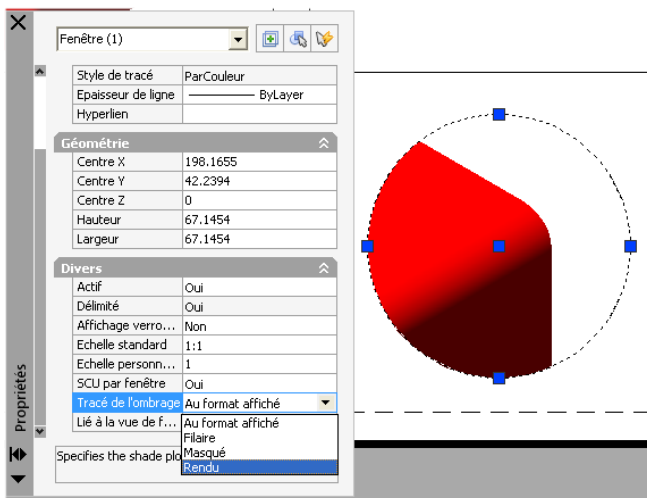 Fenêtre (1)
Style de tracé ParCouleur
Epaisseur de ligne ByLayer
Hyperlien
Géométrie
Centre X 198.1655
Centre Y 42.2394
Centre Z 0
Hauteur 67.1454
Largeur 67.1454
Divers
Actif Oui
Délimité Oui
Affichage verro... Non
Echelle standard 1:1
Echelle personn... 1
SCU par fenêtre Oui
Tracé de l'ombrage Au format affiché
Lié à la vue de f... Au format affiché
Filaire
Masqué
Rendu
Specifies the shade plo
Propriétés